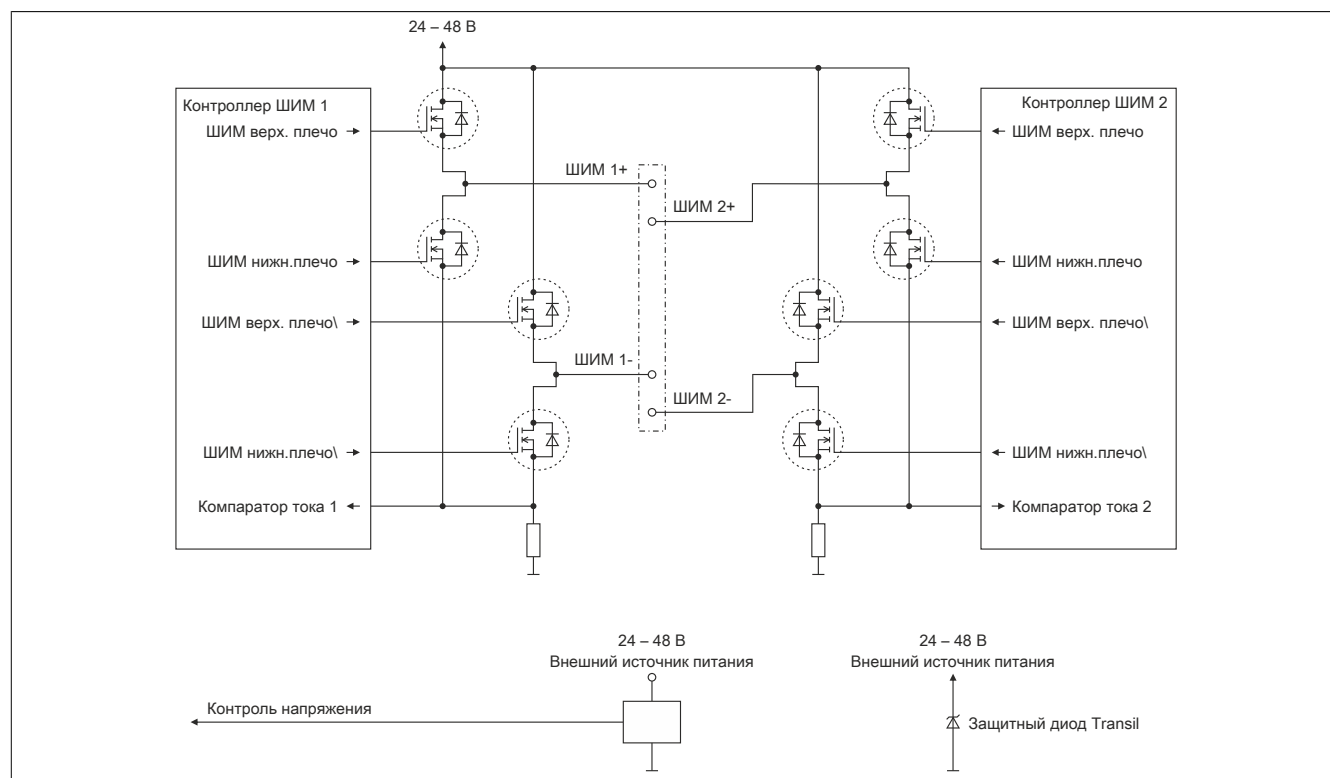 24 – 48 В
Контроллер ШИМ 1
ШИМ верх. плечо
ШИМ нижн.плечо
ШИМ верх. плечо\
ШИМ нижн.плечо\
Компаратор тока 1
ШИМ 1+
ШИМ 2+
ШИМ 1-
ШИМ 2-
Контроллер ШИМ 2
ШИМ верх. плечо
ШИМ нижн.плечо
ШИМ верх. плечо\
ШИМ нижн.плечо\
Компаратор тока 2
24 – 48 В
Внешний источник питания
Контроль напряжения
24 – 48 В
Внешний источник питания
Защитный диод Transil